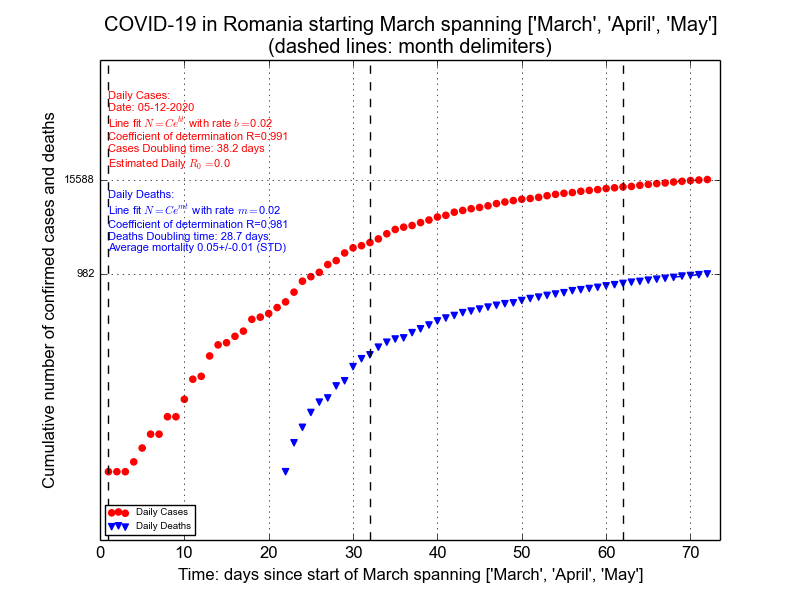 COVID-19 in Romania starting March spanning ['March', 'April', 'May']
(dashed lines: month delimiters)
Daily Cases:
Date: 05-12-2020
Line fit N = Ce^{bt} with rate b = 0.02
Coefficient of determination R=0.991
Cases Doubling time: 38.2 days
Estimated Daily R_0 = 0.0
15588
Daily Deaths:
Line fit N = Ce^{mt} with rate m = 0.02
Coefficient of determination R=0.981
Deaths Doubling time: 28.7 days
Average mortality 0.05+/-0.01 (STD)
982
Cumulative number of confirmed cases and deaths
Daily Cases
Daily Deaths
0 10 20 30 40 50 60 70
Time: days since start of March spanning ['March', 'April', 'May']